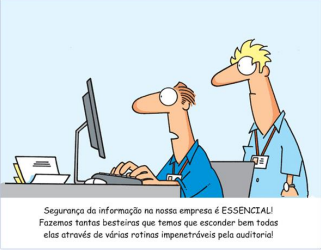 Segurança da informação na nossa empresa é ESSENCIAL!
Fazemos tantas besteiras que temos que esconder bem todas
elas através de várias rotinas impenetráveis pela auditoria!